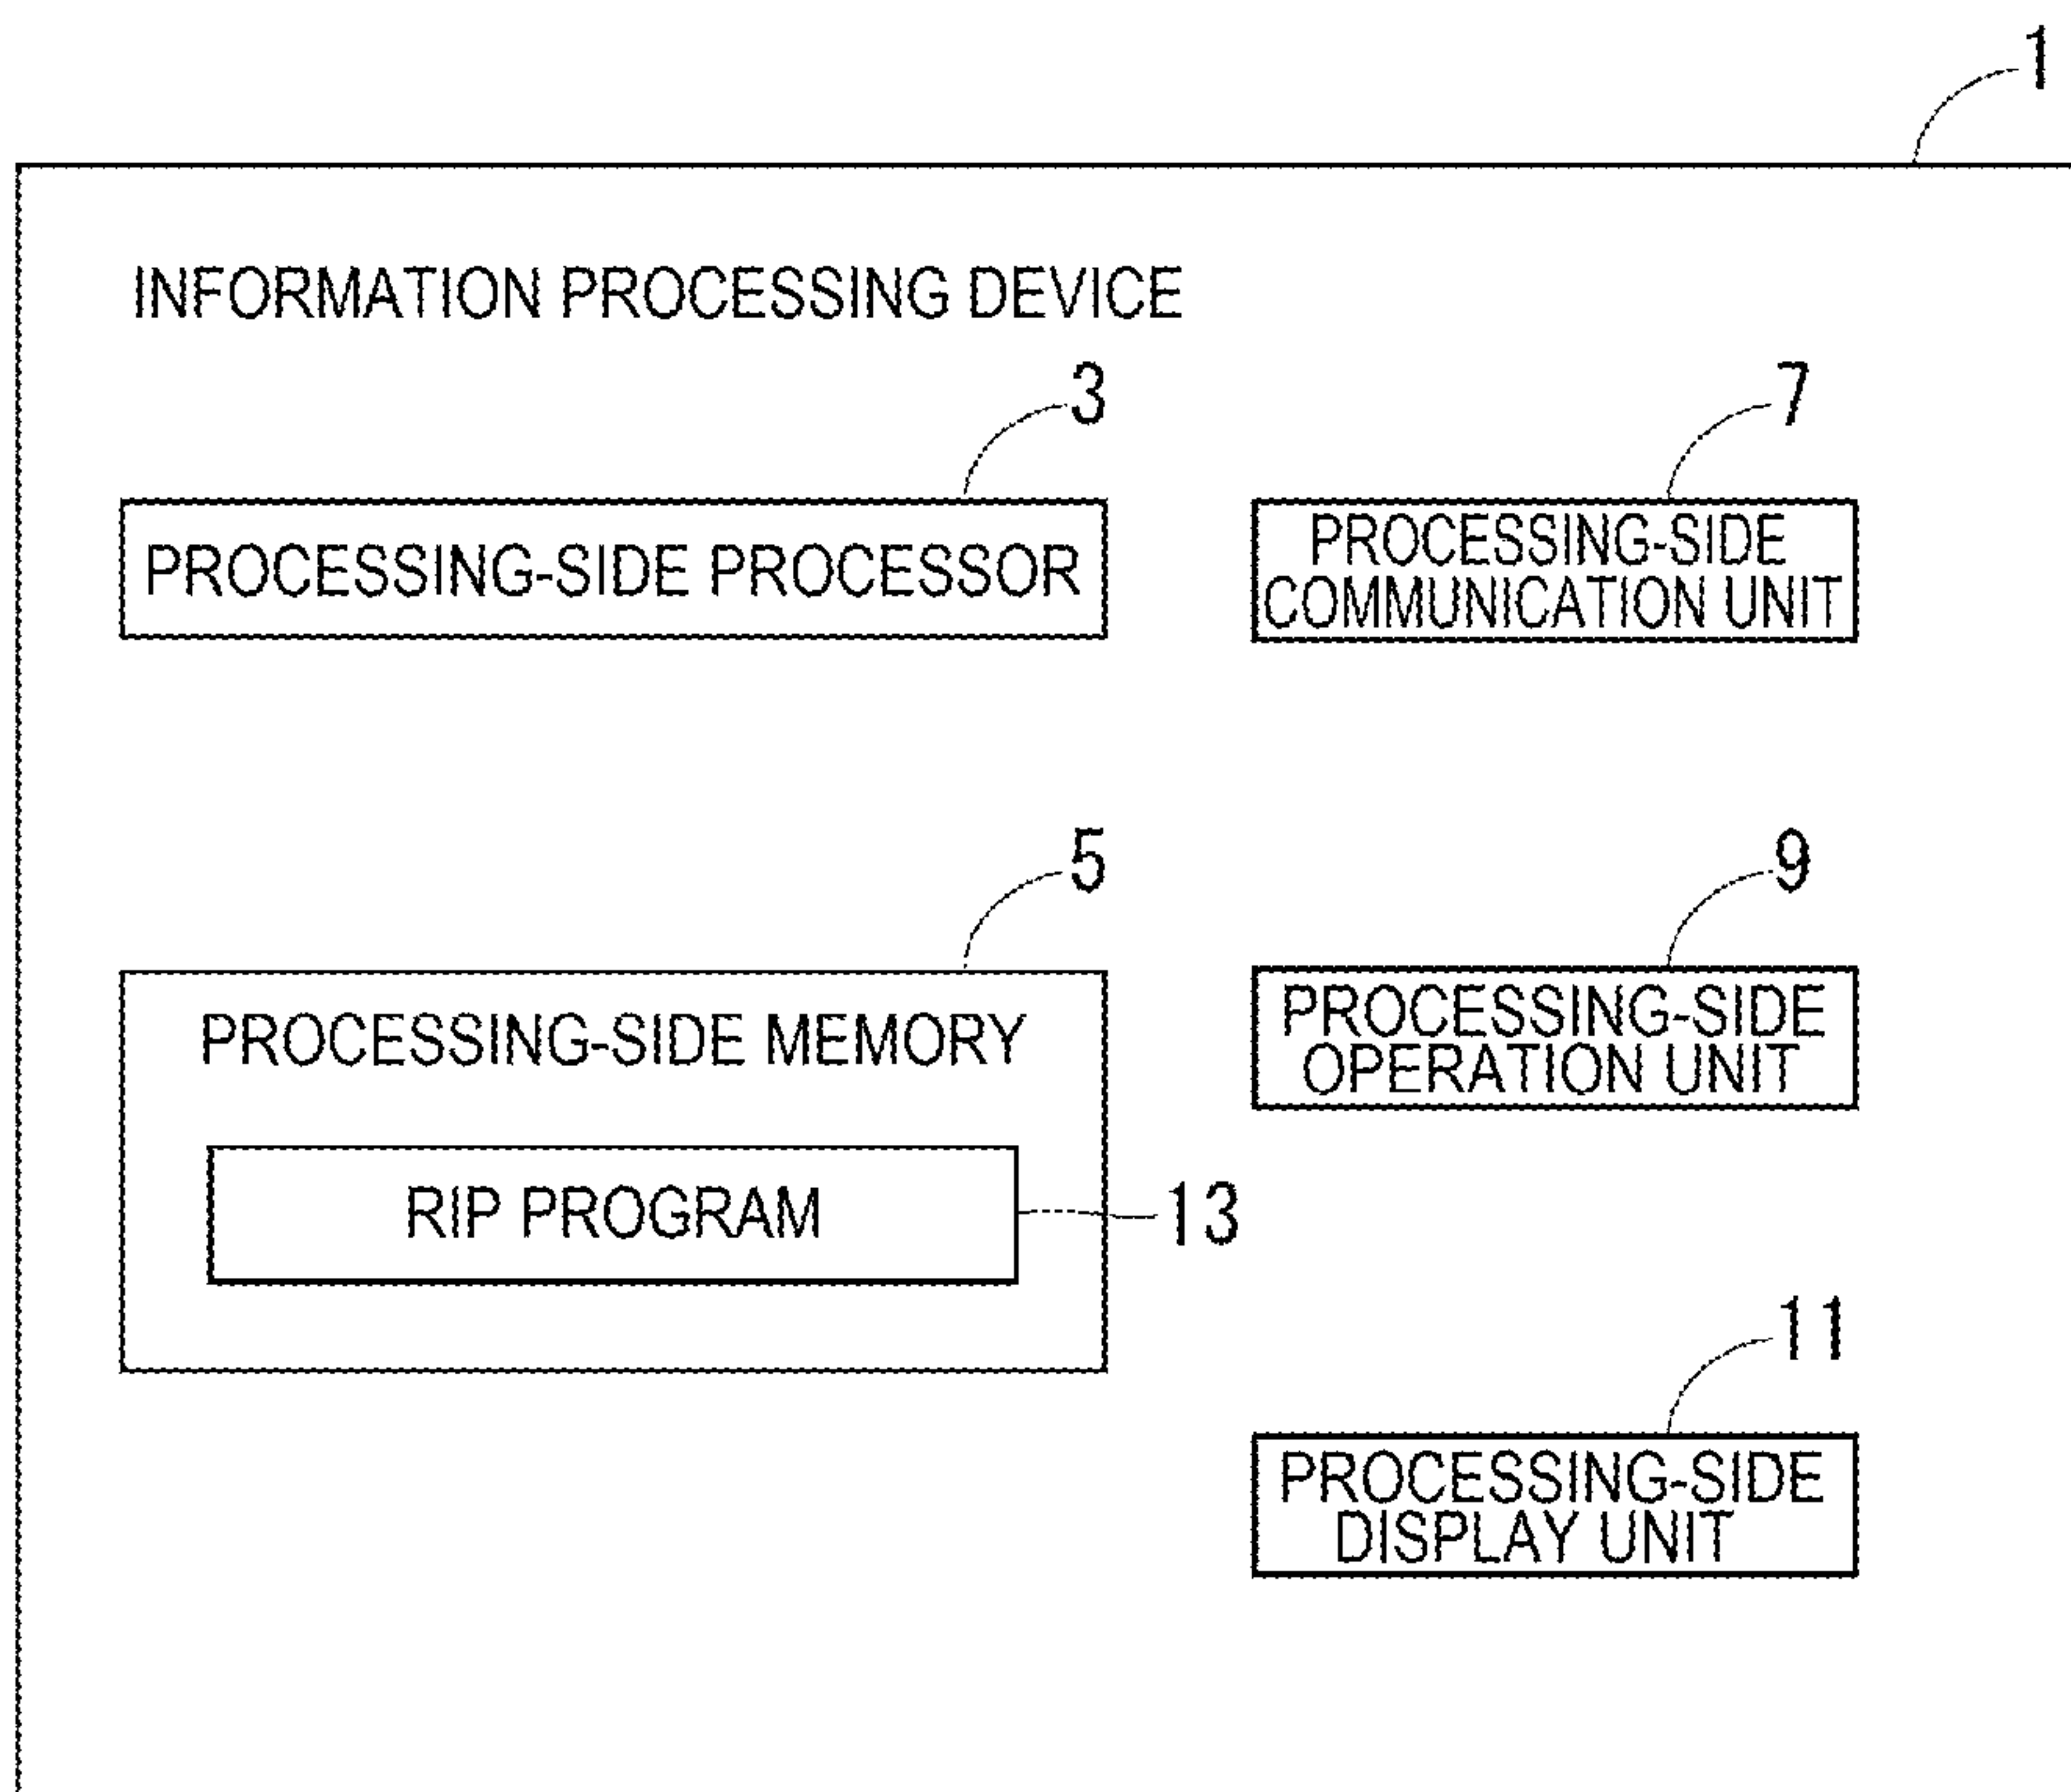 1
INFORMATION PROCESSING DEVICE
3
PROCESSING-SIDE PROCESSOR
7
PROCESSING-SIDE
COMMUNICATION UNIT
5
PROCESSING-SIDE MEMORY
RIP PROGRAM
13
9
PROCESSING-SIDE
OPERATION UNIT
11
PROCESSING-SIDE
DISPLAY UNIT